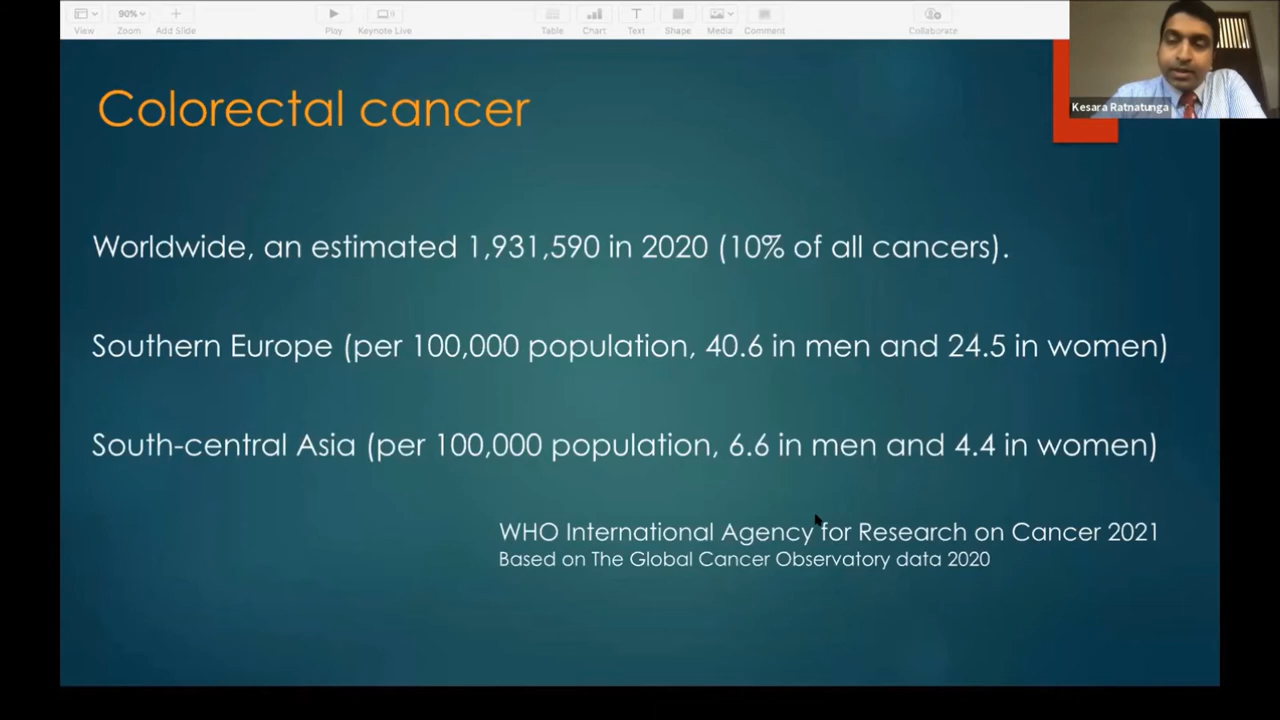 90%
View Zoom Add Slide Play Keynote Live Table Chart Text Shape Media Comment Collaborate
Kesara Ratnatunga
Colorectal cancer
Worldwide, an estimated 1,931,590 in 2020 (10% of all cancers).
Southern Europe (per 100,000 population, 40.6 in men and 24.5 in women)
South-central Asia (per 100,000 population, 6.6 in men and 4.4 in women)
WHO International Agency for Research on Cancer 2021
Based on The Global Cancer Observatory data 2020